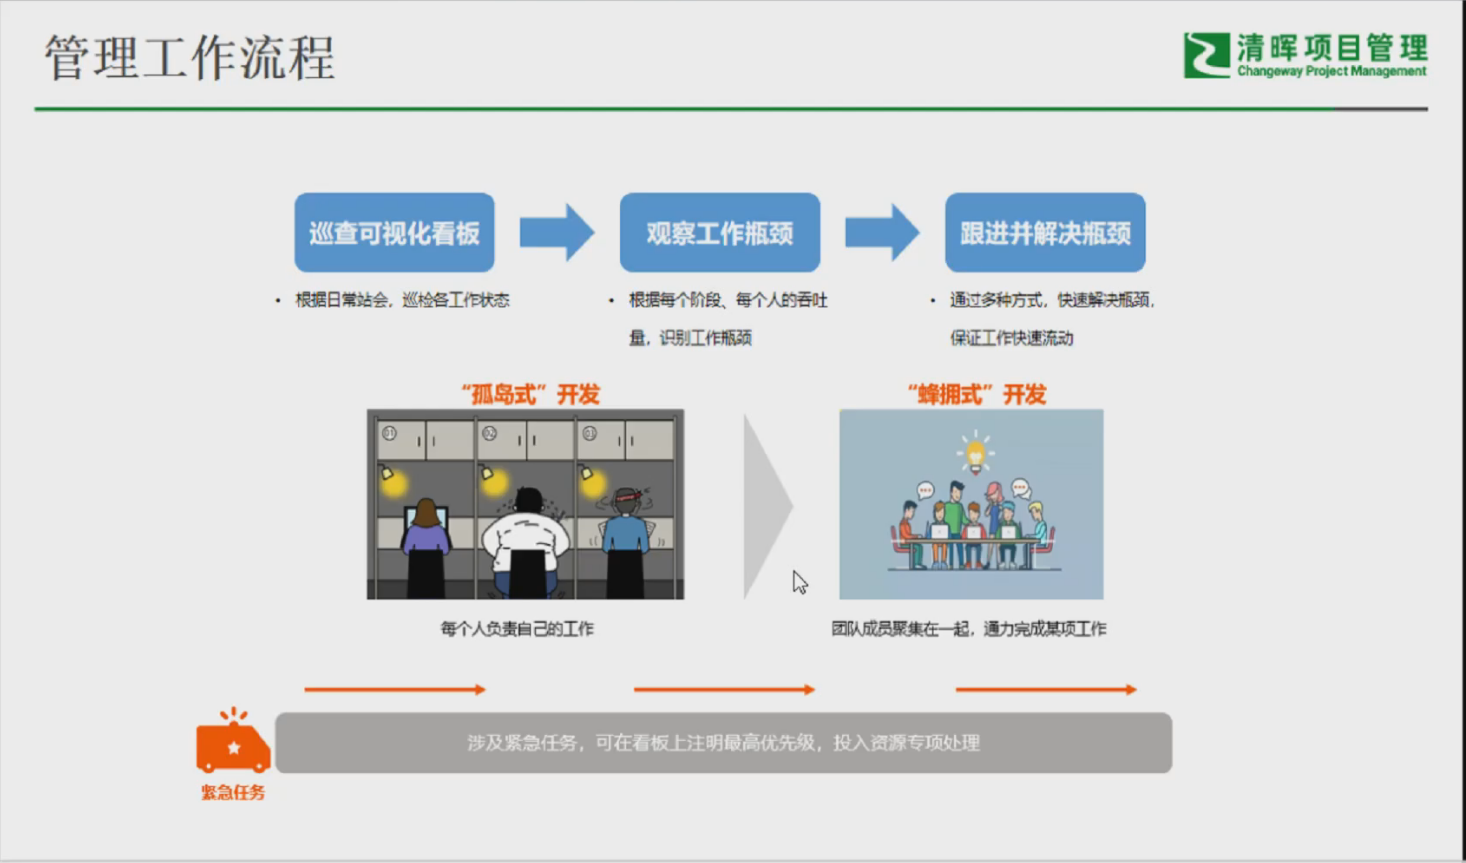 管理工作流程
清晖项目管理
Changeway Project Management
巡查可视化看板
观察工作瓶颈
跟进并解决瓶颈
• 根据日常站会，巡检各工作状态
• 根据每个阶段、每个人的吞吐
量，识别工作瓶颈
• 通过多种方式，快速解决瓶颈，
保证工作快速流动
“孤岛式”开发
“蜂拥式”开发
01
02
03
每个人负责自己的工作
团队成员聚集在一起，通力完成某项工作
涉及紧急任务，可在看板上注明最高优先级，投入资源专项处理
紧急任务